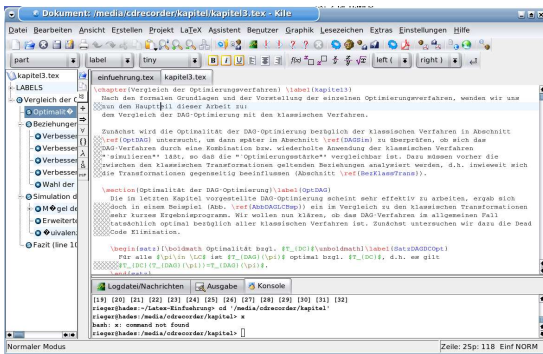 Dokument: /media/cdrecorder/kapitel/kapitel3.tex - Kile
Datei Bearbeiten Ansicht Erstellen Projekt LaTeX Assistent Benutzer Graphik Lesezeichen Extras Einstellungen Hilfe
part label tiny left ( right )
kapitel3.tex
LABELS
Vergleich der
Optimalit
Beziehungen
Verbesser
Verbesser
Verbesser
Verbesser
Wahl der
Simulation d
M�gel de
Erweiterte
�uivalenz
Fazit (line 10
einfuehrung.tex kapitel3.tex
\chapter{Vergleich der Optimierungsverfahren} \label{kapitel3}
Nach den formalen Grundlagen und der Vorstellung der einzelnen Optimierungsverfahren, wenden wir uns
nun dem Hauptteil dieser Arbeit zu:
dem Vergleich der DAG-Optimierung mit den klassischen Verfahren.
Zunächst wird die Optimalität der DAG-Optimierung bezüglich der klassischen Verfahren in Abschnitt
\ref{OptDAG} untersucht, um dann später im Abschnitt \ref{DAGSim} zu überprüfen, ob sich das
DAG-Verfahren durch eine Kombination bzw. wiederholte Anwendung der klassischen Verfahren
"`simulieren"' läßt, so daß die "`Optimierungsstärke"' vergleichbar ist. Dazu müssen vorher die
zwischen den klassischen Transformationen geltenden Beziehungen analysiert werden, d.h. inwieweit sich
die Transformationen gegenseitig beeinflussen (Abschnitt \ref{BezKlassTrans}).
\section{Optimalität der DAG-Optimierung}\label{OptDAG}
Die im letzten Kapitel vorgestellte DAG-Optimierung scheint sehr effektiv zu arbeiten, ergab sich
doch in einem Beispiel (Abb. \ref{AbbDAGLCBsp}) ein im Vergleich zu den klassischen Transformationen
sehr kurzes Ergebnisprogramm. Wir wollen nun klären, ob das DAG-Verfahren im allgemeinen Fall
tatsächlich optimal bezüglich aller klassischen Verfahren ist. Zunächst untersuchen wir dazu die Dead
Code Elimination.
\begin{satz}[\boldmath Optimalität bzgl. $T_{DC}$\unboldmath]\label{SatzDAGDCOpt}
Für alle $\pi\in \LC$ ist $T_{DAG}(\pi)$ optimal bzgl. $T_{DC}$, d.h. es gilt
$T_{DC}(T_{DAG}(\pi))=T_{DAG}(\pi)$.
\end{satz}
Logdatei/Nachrichten Ausgabe Konsole
[19] [20] [21] [22] [23] [24] [25] [26] [27] [28] [29] [30] [31] [32]
rieger@hades:~/Latex-Einfuehrung> cd '/media/cdrecorder/kapitel'
rieger@hades:/media/cdrecorder/kapitel> x
bash: x: command not found
rieger@hades:/media/cdrecorder/kapitel>
Normaler Modus Zeile: 25p: 118 Einf NORM